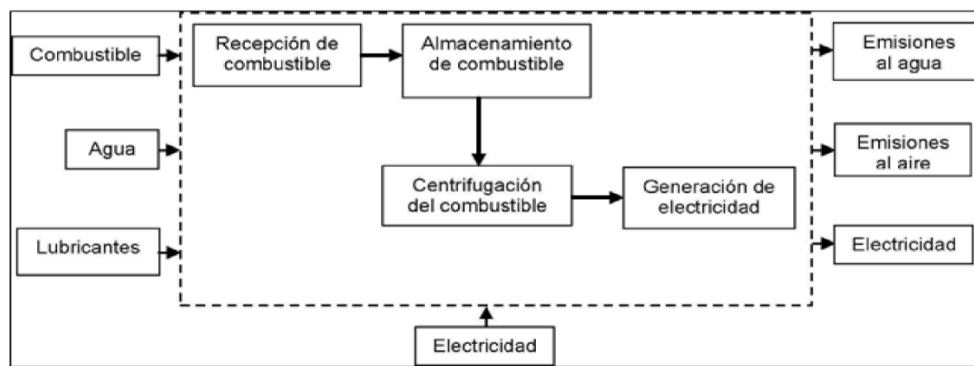 Combustible
Agua
Lubricantes
Recepción de
combustible
Almacenamiento
de combustible
Centrifugación
del combustible
Generación de
electricidad
Emisiones
al agua
Emisiones
al aire
Electricidad
Electricidad